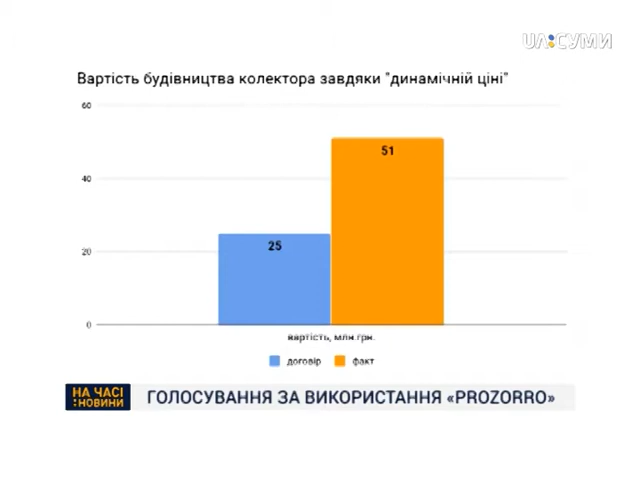 UA:СУМИ
Вартість будівництва колектора завдяки "динамічній ціні"
60
40
20
0
25
51
вартість, млн.грн.
договір
факт
НА ЧАСІ
:НОВИНИ
ГОЛОСУВАННЯ ЗА ВИКОРИСТАННЯ «PROZORRO»